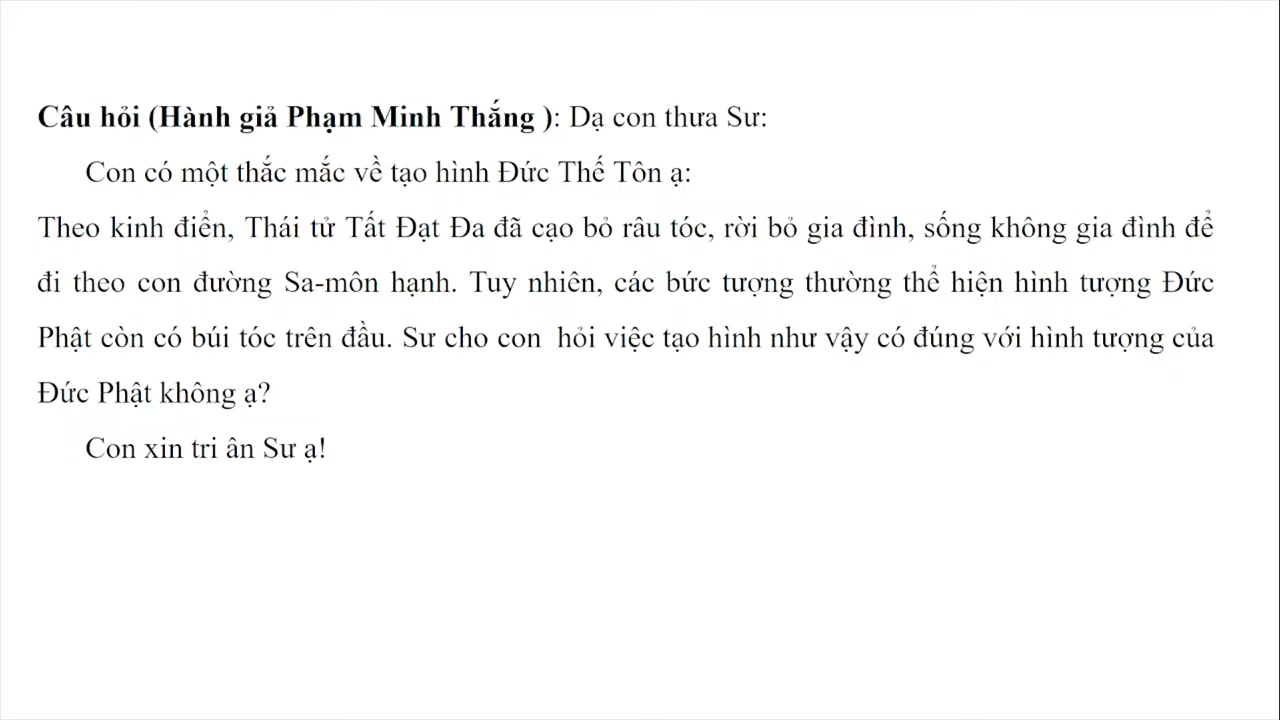 Câu hỏi (Hành giả Phạm Minh Thắng ): Dạ con thưa Sư:
Con có một thắc mắc về tạo hình Đức Thế Tôn ạ:
Theo kinh điển, Thái tử Tất Đạt Đa đã cạo bỏ râu tóc, rời bỏ gia đình, sống không gia đình để
đi theo con đường Sa-môn hạnh. Tuy nhiên, các bức tượng thường thể hiện hình tượng Đức
Phật còn có búi tóc trên đầu. Sư cho con  hỏi việc tạo hình như vậy có đúng với hình tượng của
Đức Phật không ạ?
Con xin tri ân Sư ạ!